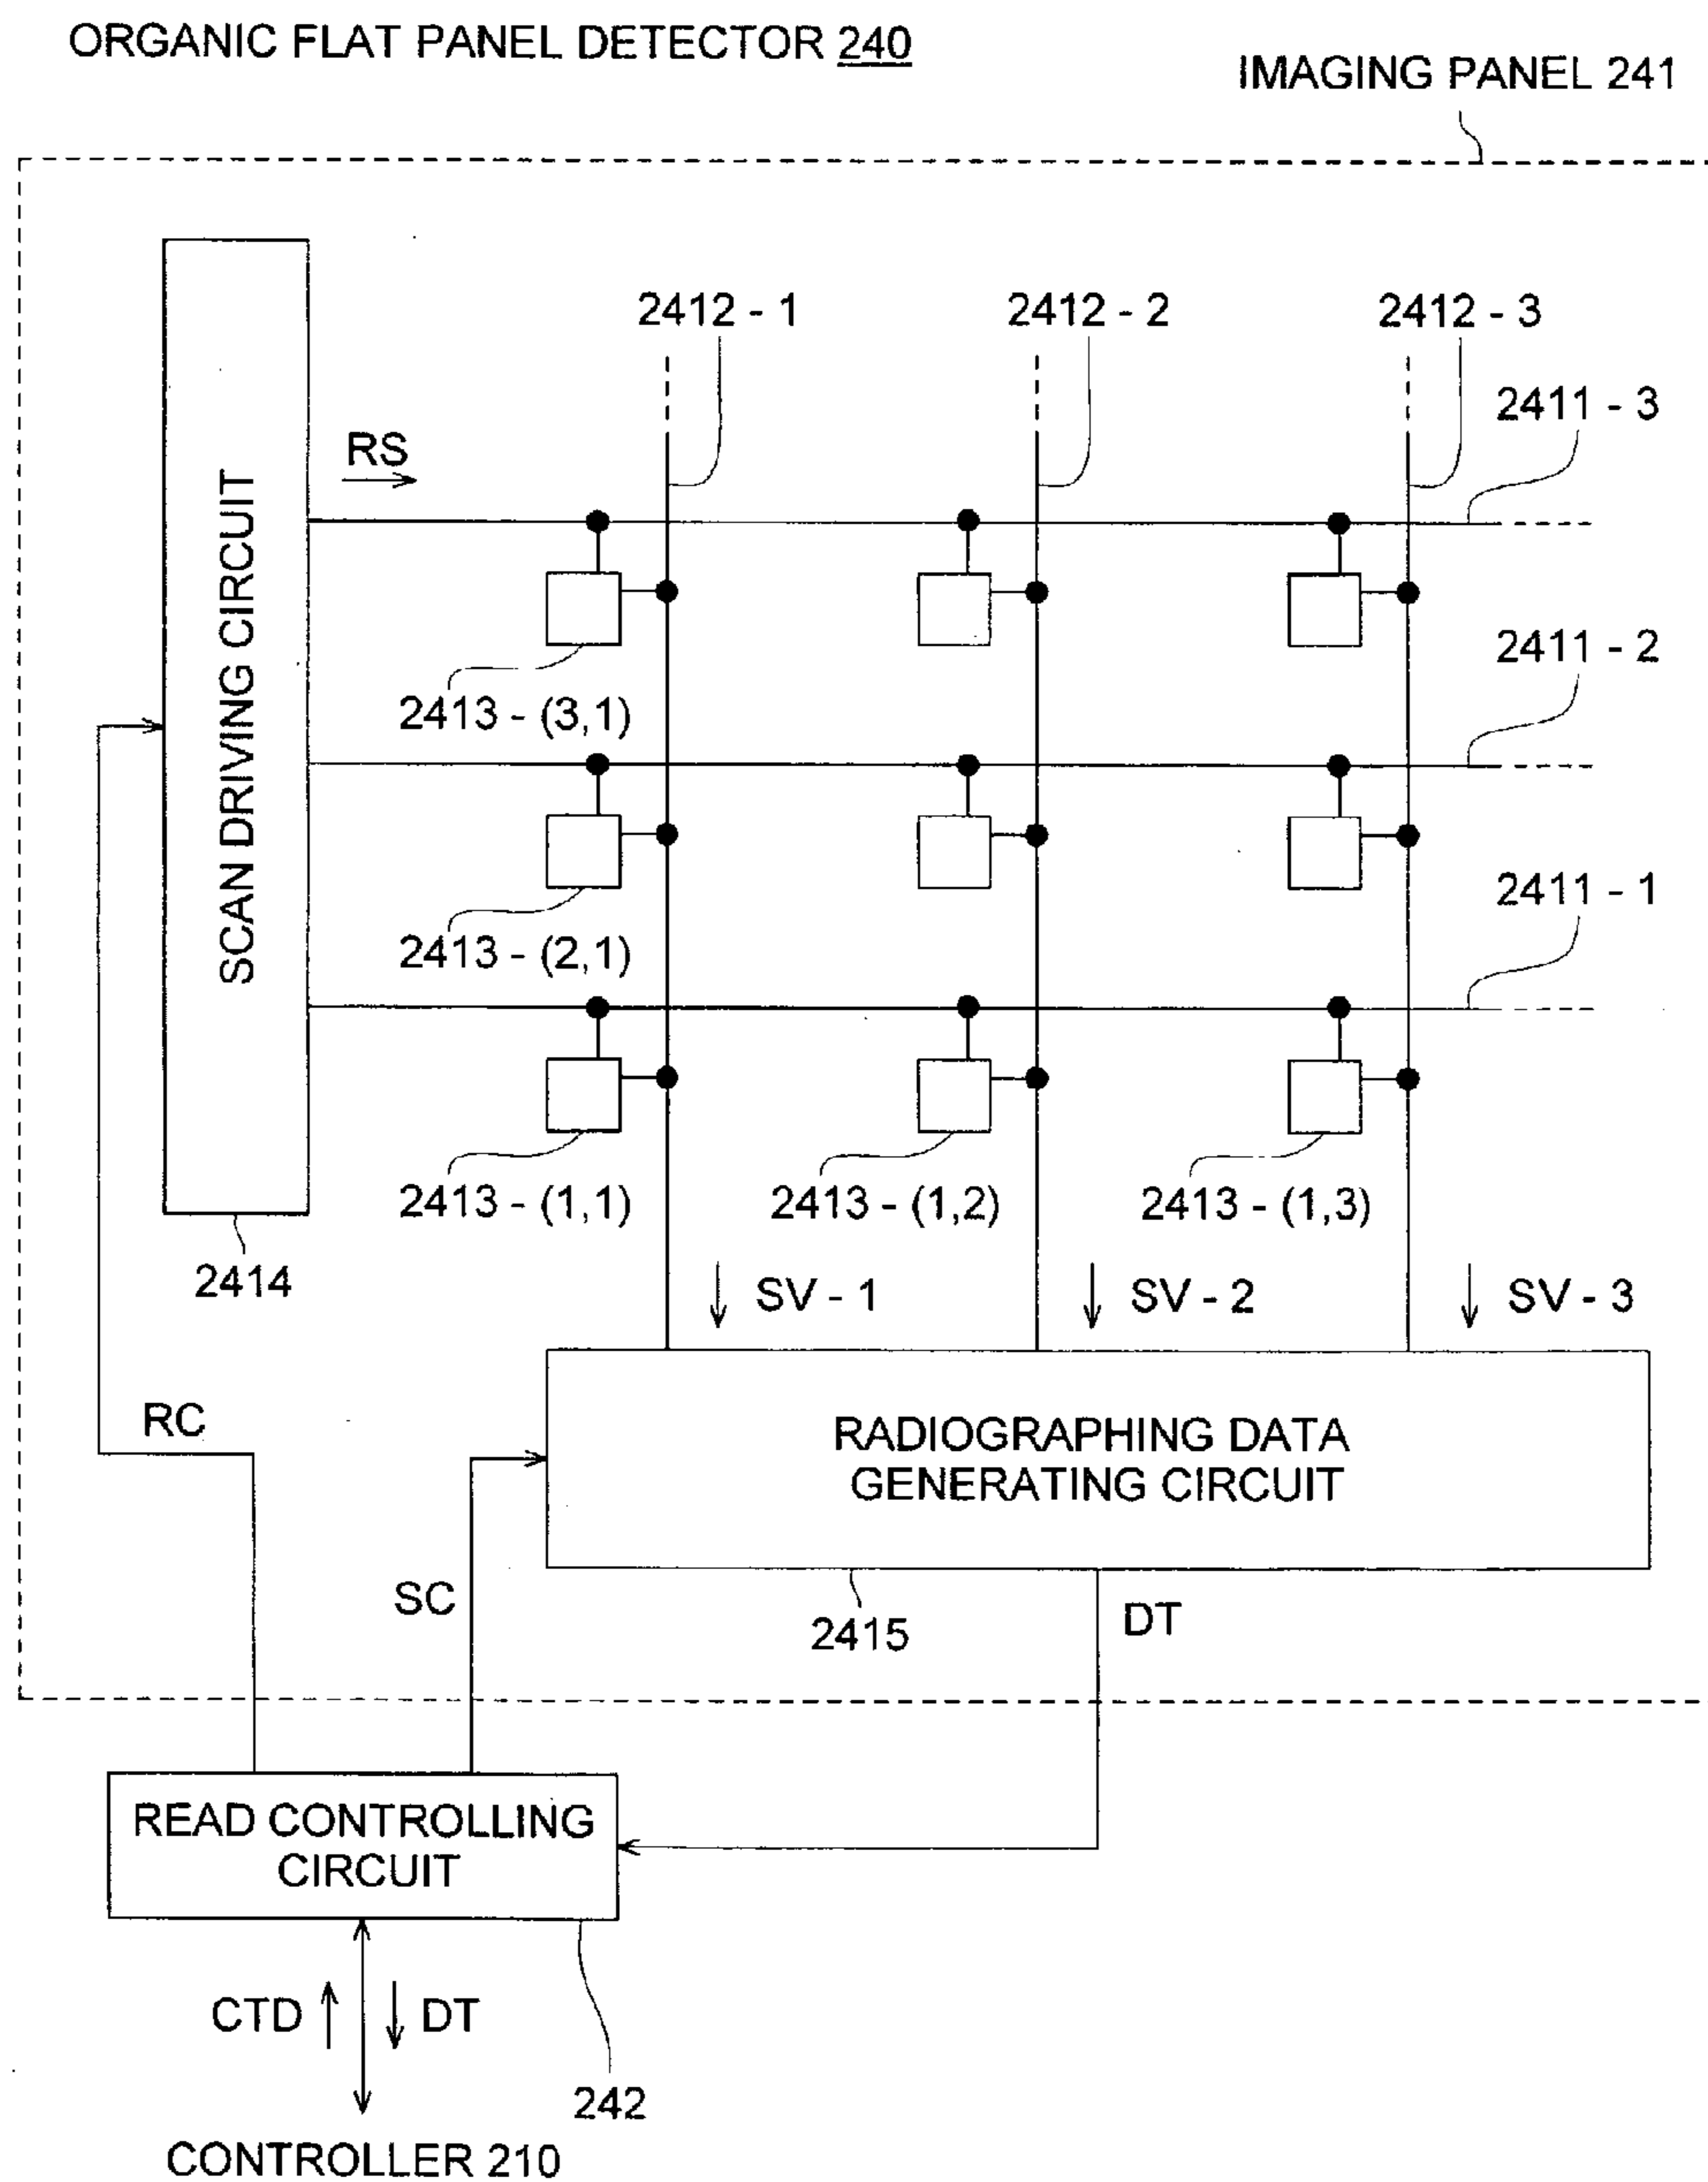 ORGANIC FLAT PANEL DETECTOR 240
IMAGING PANEL 241
2412 - 1
2412 - 2
2412 - 3
2411 - 3
RS
SCAN DRIVING CIRCUIT
2411 - 2
2413 - (3,1)
2411 - 1
2413 - (2,1)
2413 - (1,1)
2413 - (1,2)
2413 - (1,3)
2414
SV - 1
SV - 2
SV - 3
RC
RADIOGRAPHING DATA
GENERATING CIRCUIT
SC
2415
DT
READ CONTROLLING
CIRCUIT
CTD
DT
242
CONTROLLER 210